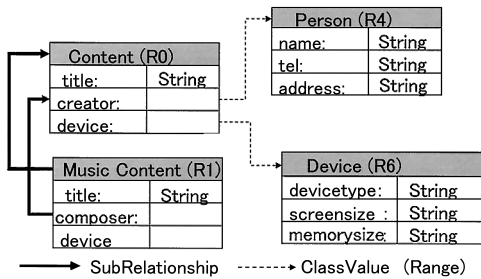 Person (R4)
name: String
tel: String
address: String
Content (R0)
title: String
creator:
device:
Music Content (R1)
title: String
composer:
device
Device (R6)
devicetype: String
screensize : String
memorysize: String
SubRelationship
ClassValue (Range)